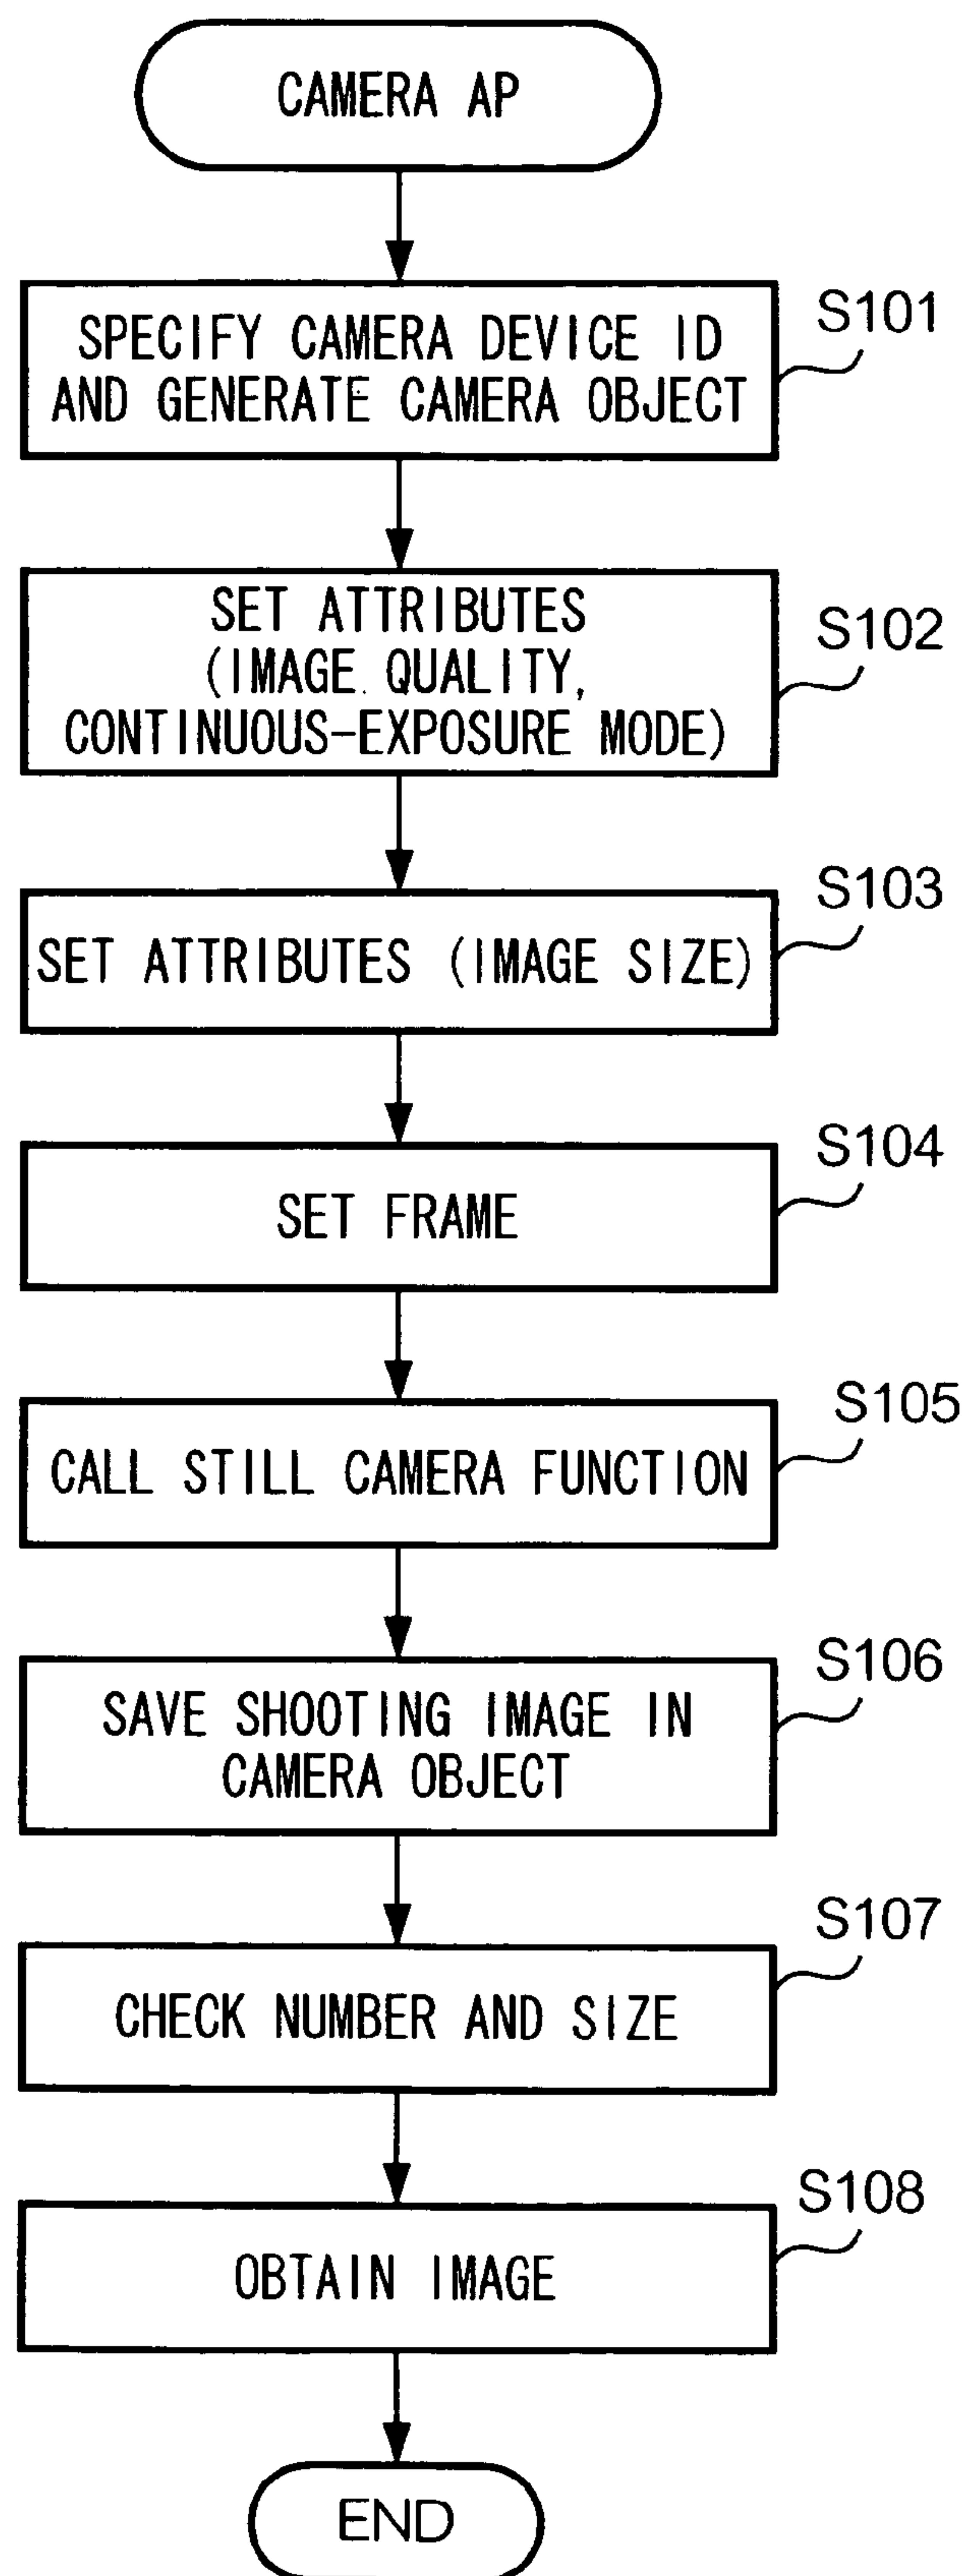 CAMERA AP
S101
SPECIFY CAMERA DEVICE ID
AND GENERATE CAMERA OBJECT
S102
SET ATTRIBUTES
(IMAGE QUALITY,
CONTINUOUS-EXPOSURE MODE)
S103
SET ATTRIBUTES (IMAGE SIZE)
S104
SET FRAME
S105
CALL STILL CAMERA FUNCTION
S106
SAVE SHOOTING IMAGE IN
CAMERA OBJECT
S107
CHECK NUMBER AND SIZE
S108
OBTAIN IMAGE
END